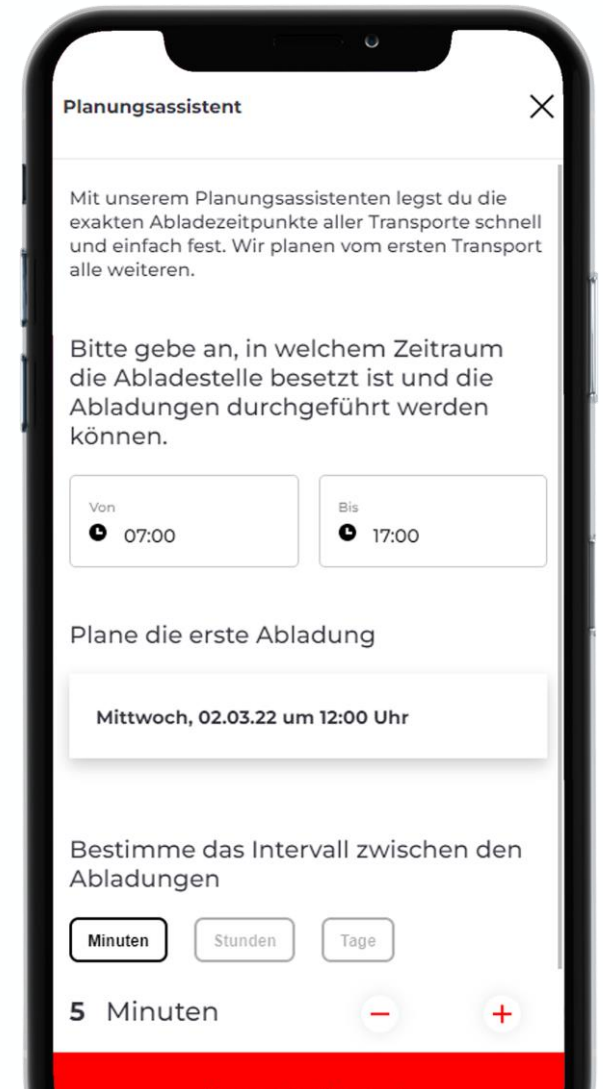 Planungsassistent
Mit unserem Planungsassistenten legst du die
exakten Abladezeitpunkte aller Transporte schnell
und einfach fest. Wir planen vom ersten Transport
alle weiteren.
Bitte gebe an, in welchem Zeitraum
die Abladestelle besetzt ist und die
Abladungen durchgeführt werden
können.
Von
07:00
Bis
17:00
Plane die erste Abladung
Mittwoch, 02.03.22 um 12:00 Uhr
Bestimme das Intervall zwischen den
Abladungen
Minuten Stunden Tage
5 Minuten − +